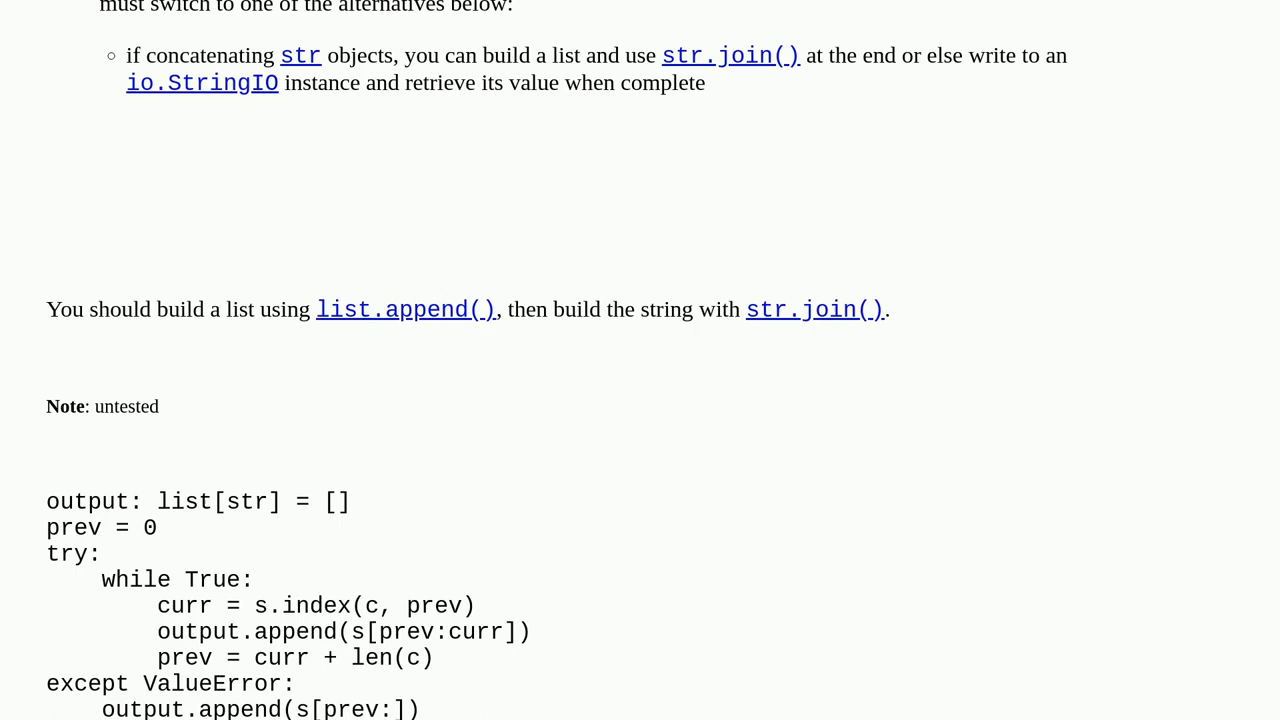 must switch to one of the alternatives below:
◦ if concatenating str objects, you can build a list and use str.join() at the end or else write to an
io.StringIO instance and retrieve its value when complete
You should build a list using list.append(), then build the string with str.join().
Note: untested
output: list[str] = []
prev = 0
try:
    while True:
        curr = s.index(c, prev)
        output.append(s[prev:curr])
        prev = curr + len(c)
except ValueError:
    output.append(s[prev:])